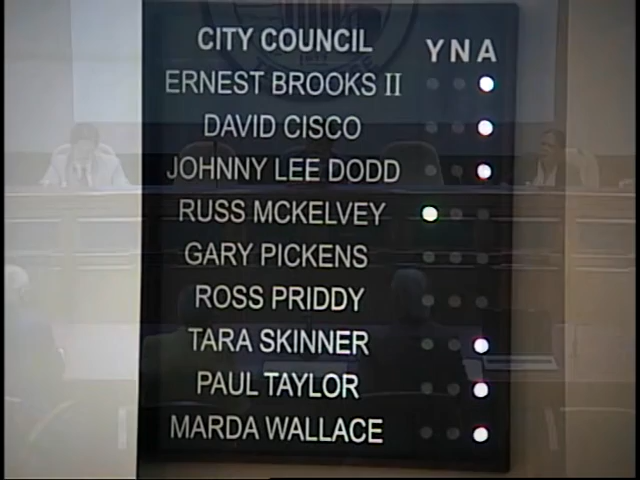 CITY COUNCIL Y N A
ERNEST BROOKS II
DAVID CISCO
JOHNNY LEE DODD
RUSS MCKELVEY
GARY PICKENS
ROSS PRIDDY
TARA SKINNER
PAUL TAYLOR
MARDA WALLACE